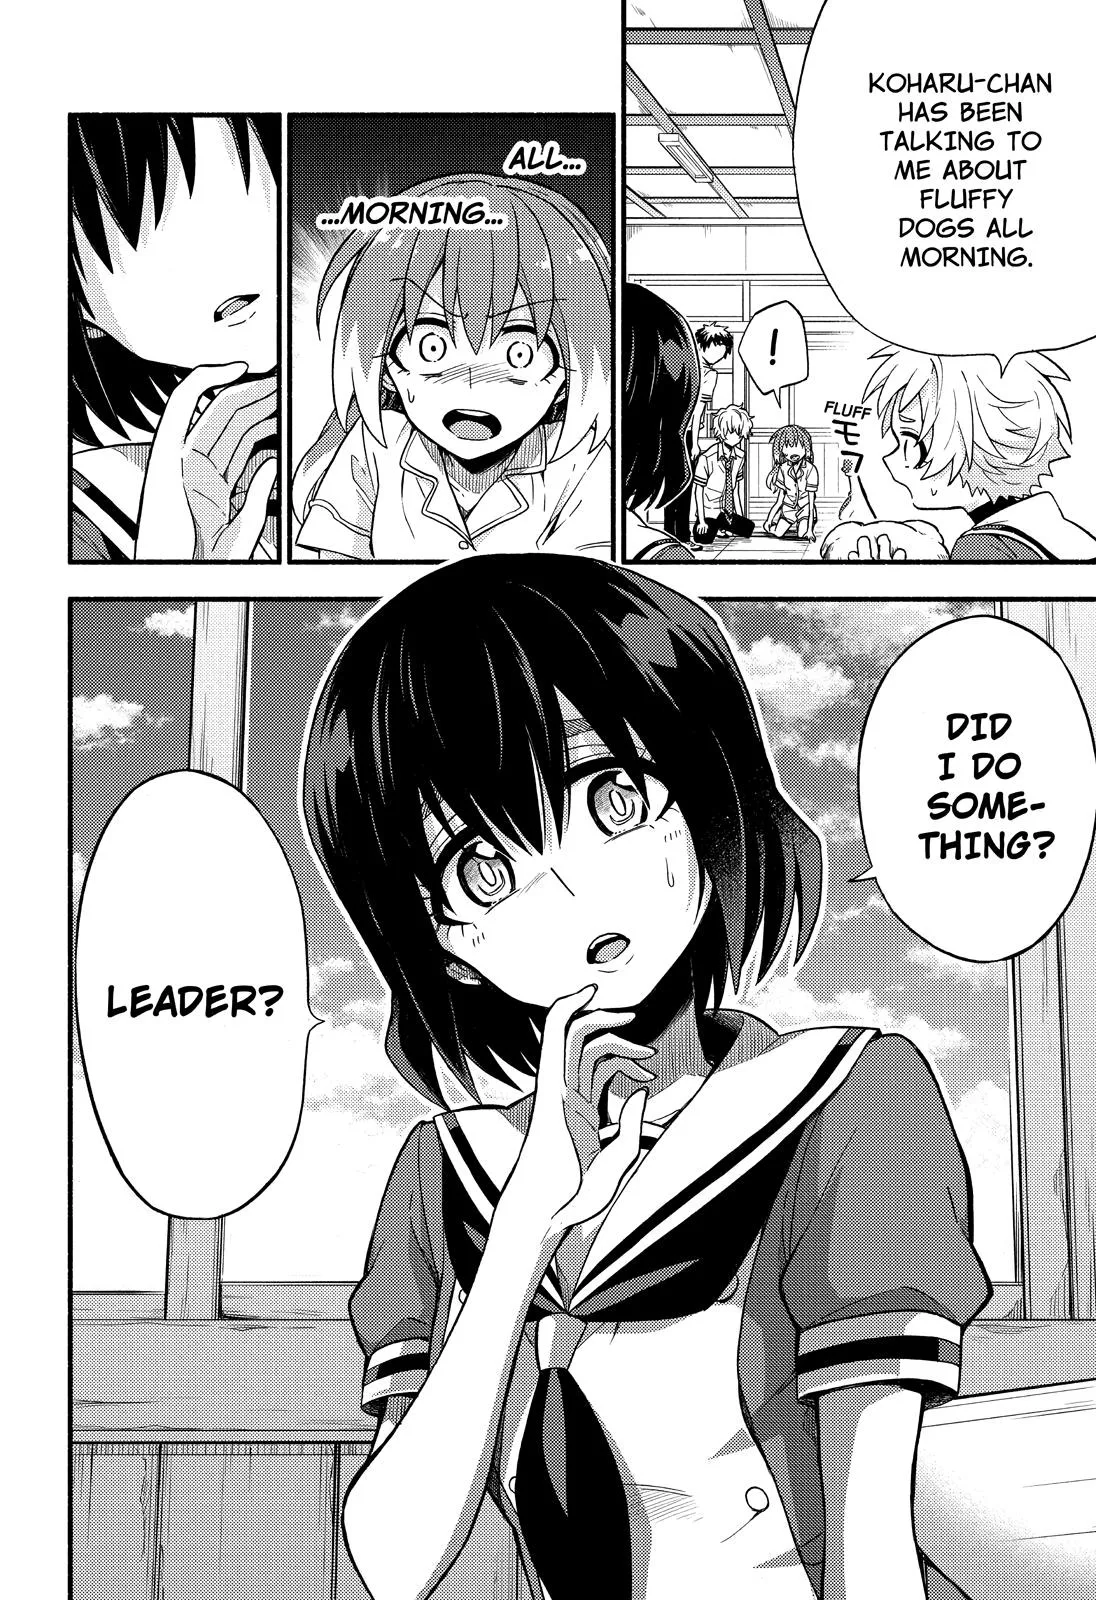 KOHARU-CHAN
HAS BEEN
TALKING TO
ME ABOUT
FLUFFY
DOGS ALL
MORNING.
!
FLUFF
モフ
ALL...
...MORNING...
DID
I DO
SOME-
THING?
LEADER?